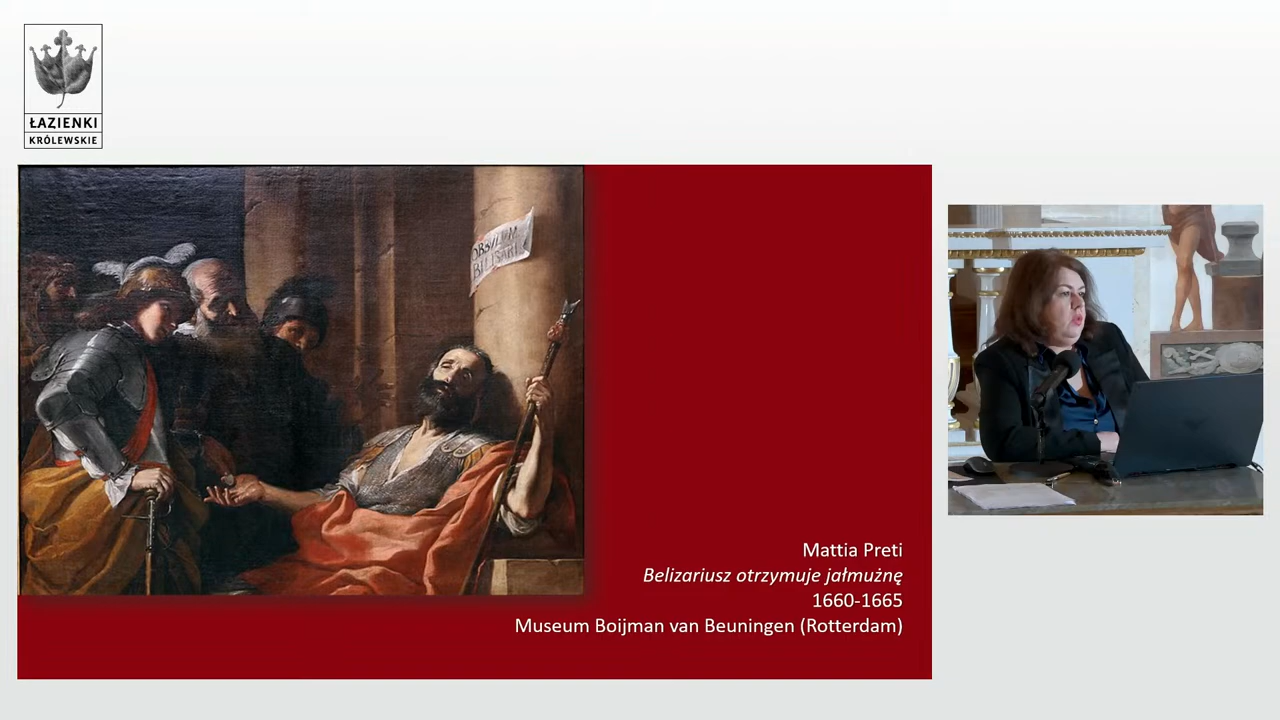 ŁAZIENKI
KRÓLEWSKIE
Mattia Preti
Belizariusz otrzymuje jałmużnę
1660-1665
Museum Boijman van Beuningen (Rotterdam)